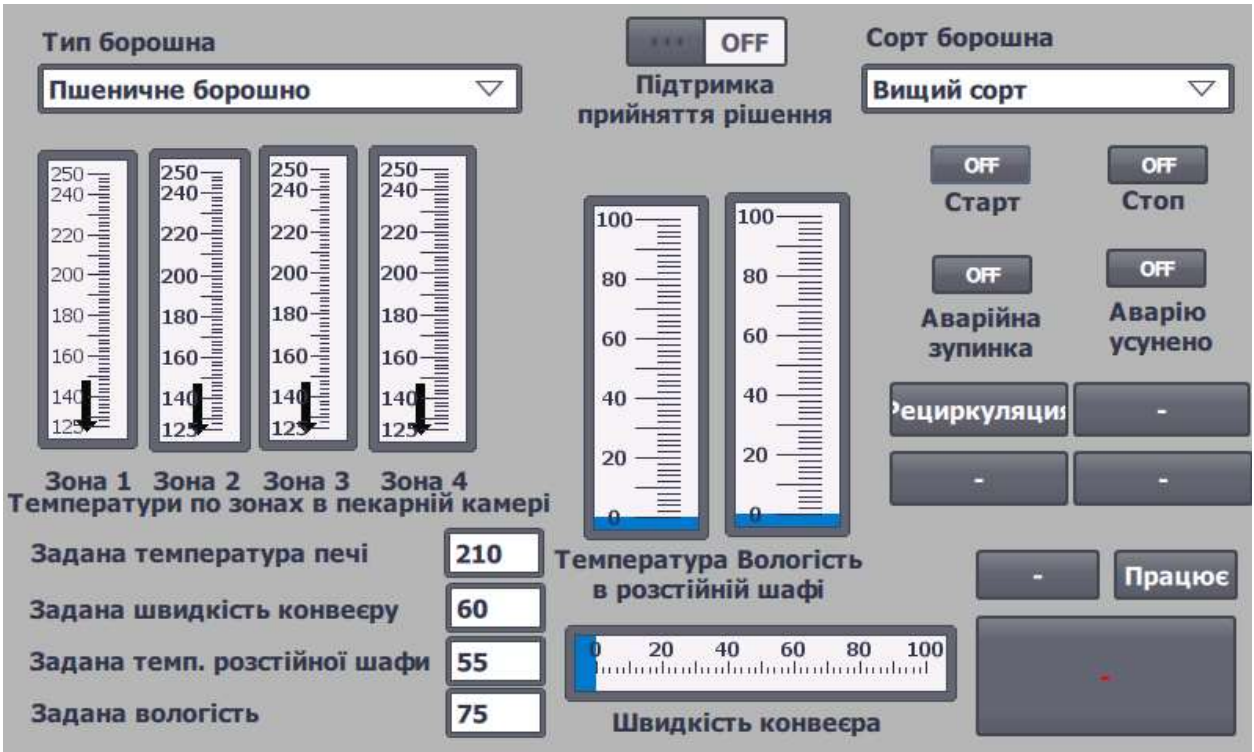 Тип борошна
Пшеничне борошно
OFF
Підтримка
прийняття рішення
Сорт борошна
Вищий сорт
250
240
220
200
180
160
140
125
250
240
220
200
180
160
140
125
250
240
220
200
180
160
140
125
250
240
220
200
180
160
140
125
Зона 1 Зона 2 Зона 3 Зона 4
Температури по зонах в пекарній камері
100
80
60
40
20
0
100
80
60
40
20
0
Температура Вологість
в розстійній шафі
OFF
Старт
OFF
Стоп
OFF
Аварійна
зупинка
OFF
Аварію
усунено
Рециркуляция
-
-
-
Задана температура печі
210
Задана швидкість конвеєру
60
Задана темп. розстійної шафи
55
Задана вологість
75
0 20 40 60 80 100
Швидкість конвеєра
-
Працює
-